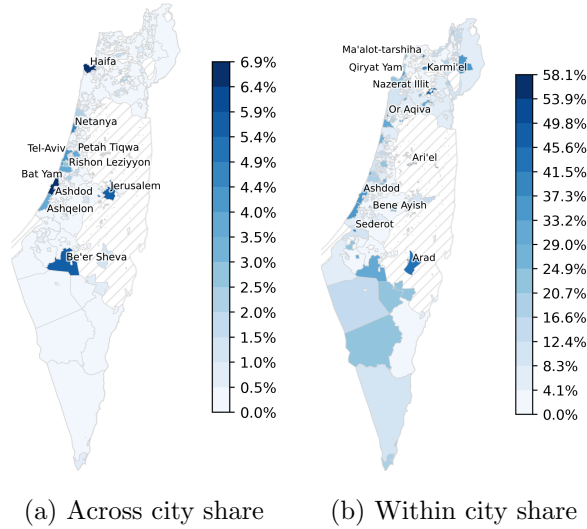 Haifa
Netanya
Tel-Aviv
Petah Tiqwa
Rishon Leziyyon
Bat Yam
Jerusalem
Ashdod
Ashqelon
Be'er Sheva
6.9%
6.4%
5.9%
5.4%
4.9%
4.4%
4.0%
3.5%
3.0%
2.5%
2.0%
1.5%
1.0%
0.5%
0.0%
(a) Across city share
Ma'alot-tarshiha
Qiryat Yam
Karmi'el
Nazerat Illit
Or Aqiva
Ari'el
Ashdod
Bene Ayish
Sederot
Arad
58.1%
53.9%
49.8%
45.6%
41.5%
37.3%
33.2%
29.0%
24.9%
20.7%
16.6%
12.4%
8.3%
4.1%
0.0%
(b) Within city share